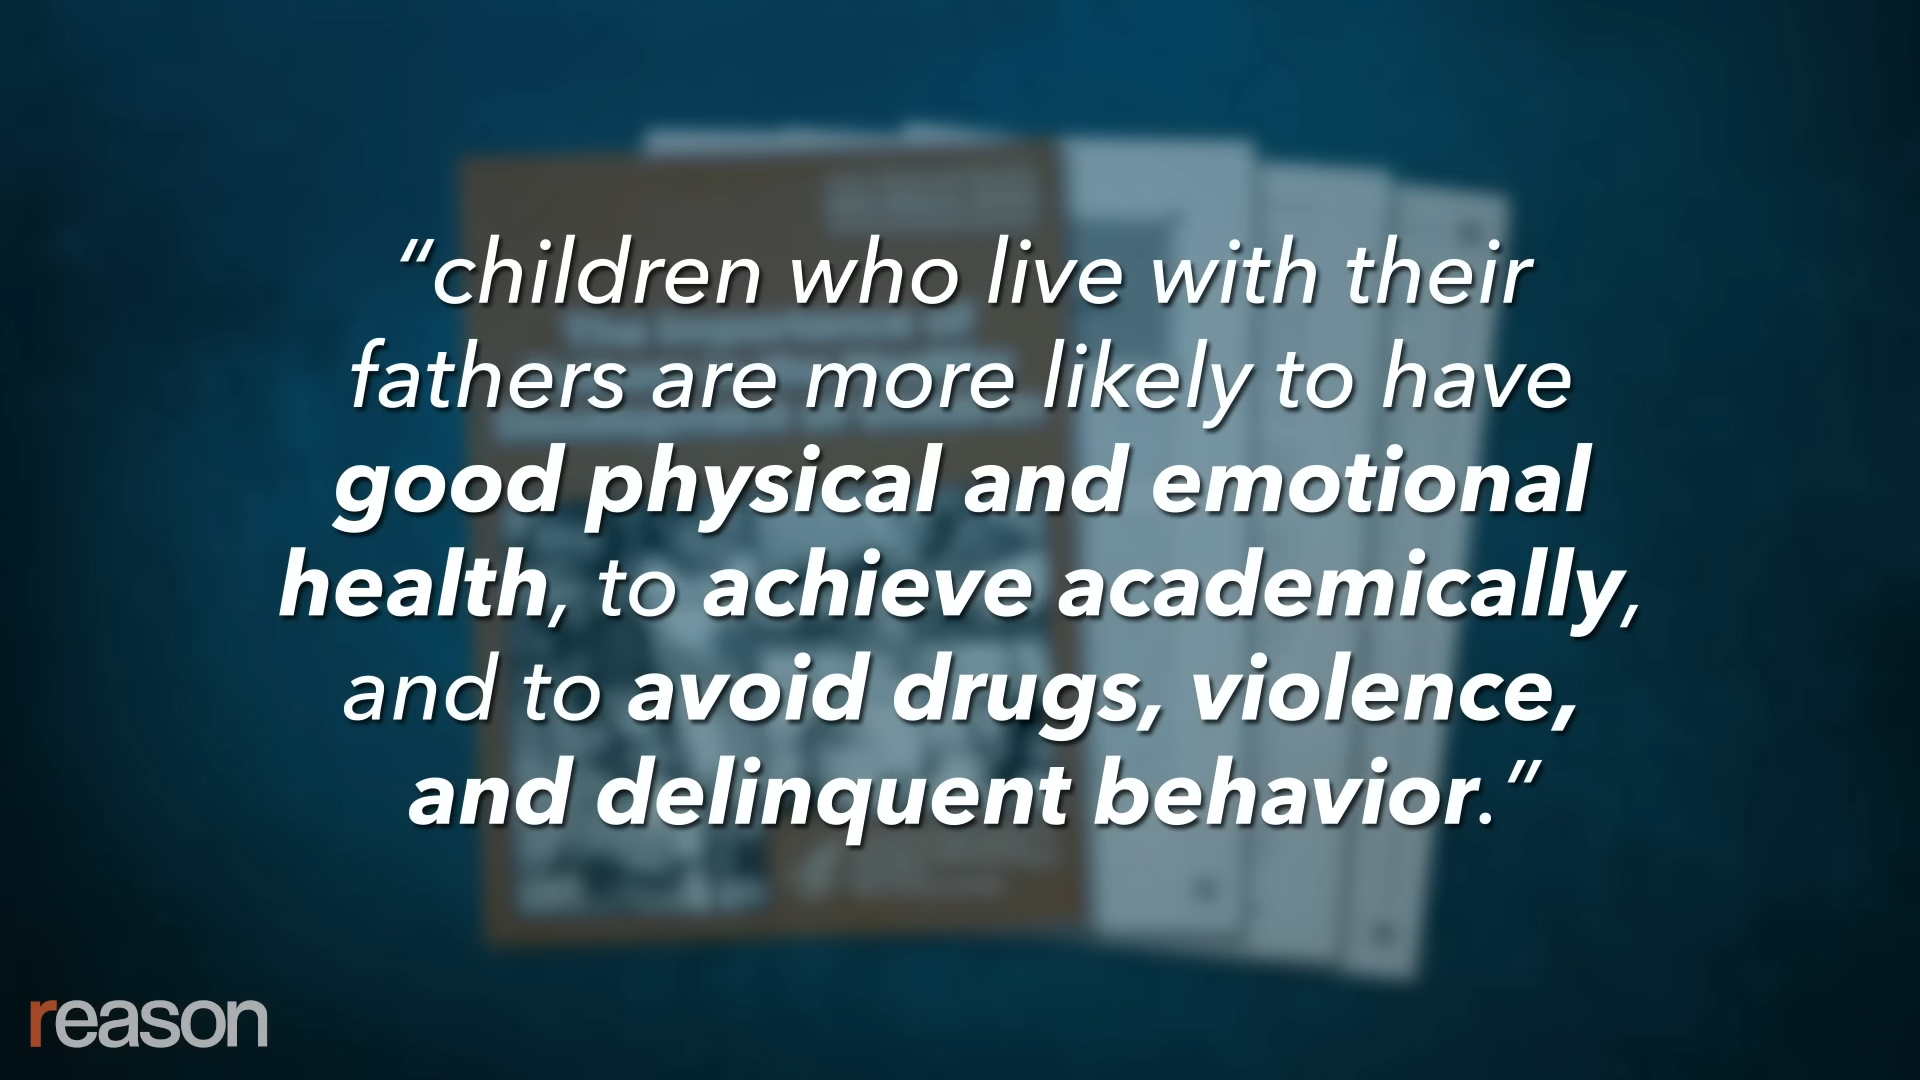 “children who live with their
fathers are more likely to have
good physical and emotional
health, to achieve academically,
and to avoid drugs, violence,
and delinquent behavior.”
reason